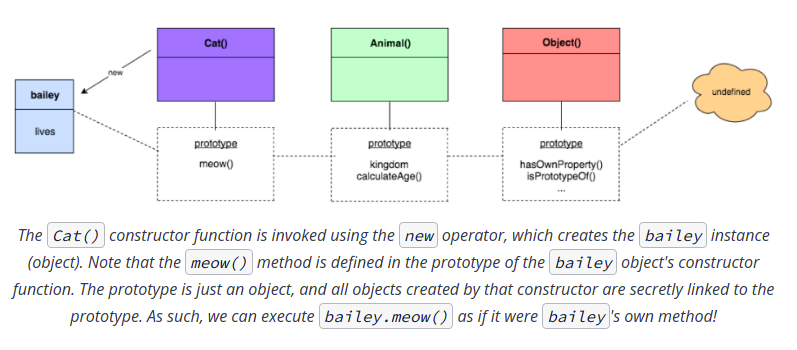 Cat()
Animal()
Object()
new
undefined
bailey
lives
prototype
meow()
prototype
kingdom
calculateAge()
prototype
hasOwnProperty()
isPrototypeOf()
...
The Cat() constructor function is invoked using the new operator, which creates the bailey instance
(object). Note that the meow() method is defined in the prototype of the bailey object's constructor
function. The prototype is just an object, and all objects created by that constructor are secretly linked to the
prototype. As such, we can execute bailey.meow() as if it were bailey's own method!